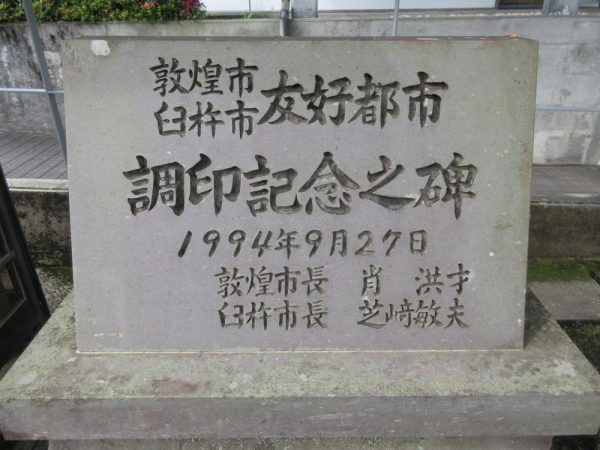 敦煌市
臼杵市 友好都市
調印記念之碑
1994年9月27日
敦煌市長 肖 洪才
臼杵市長 芝﨑敏夫